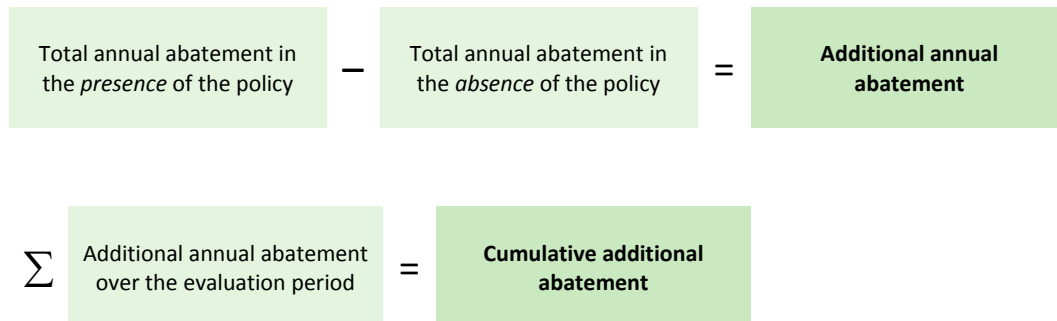 Total annual abatement in
the presence of the policy
−
Total annual abatement in
the absence of the policy
=
Additional annual
abatement
∑
Additional annual abatement
over the evaluation period
=
Cumulative additional
abatement